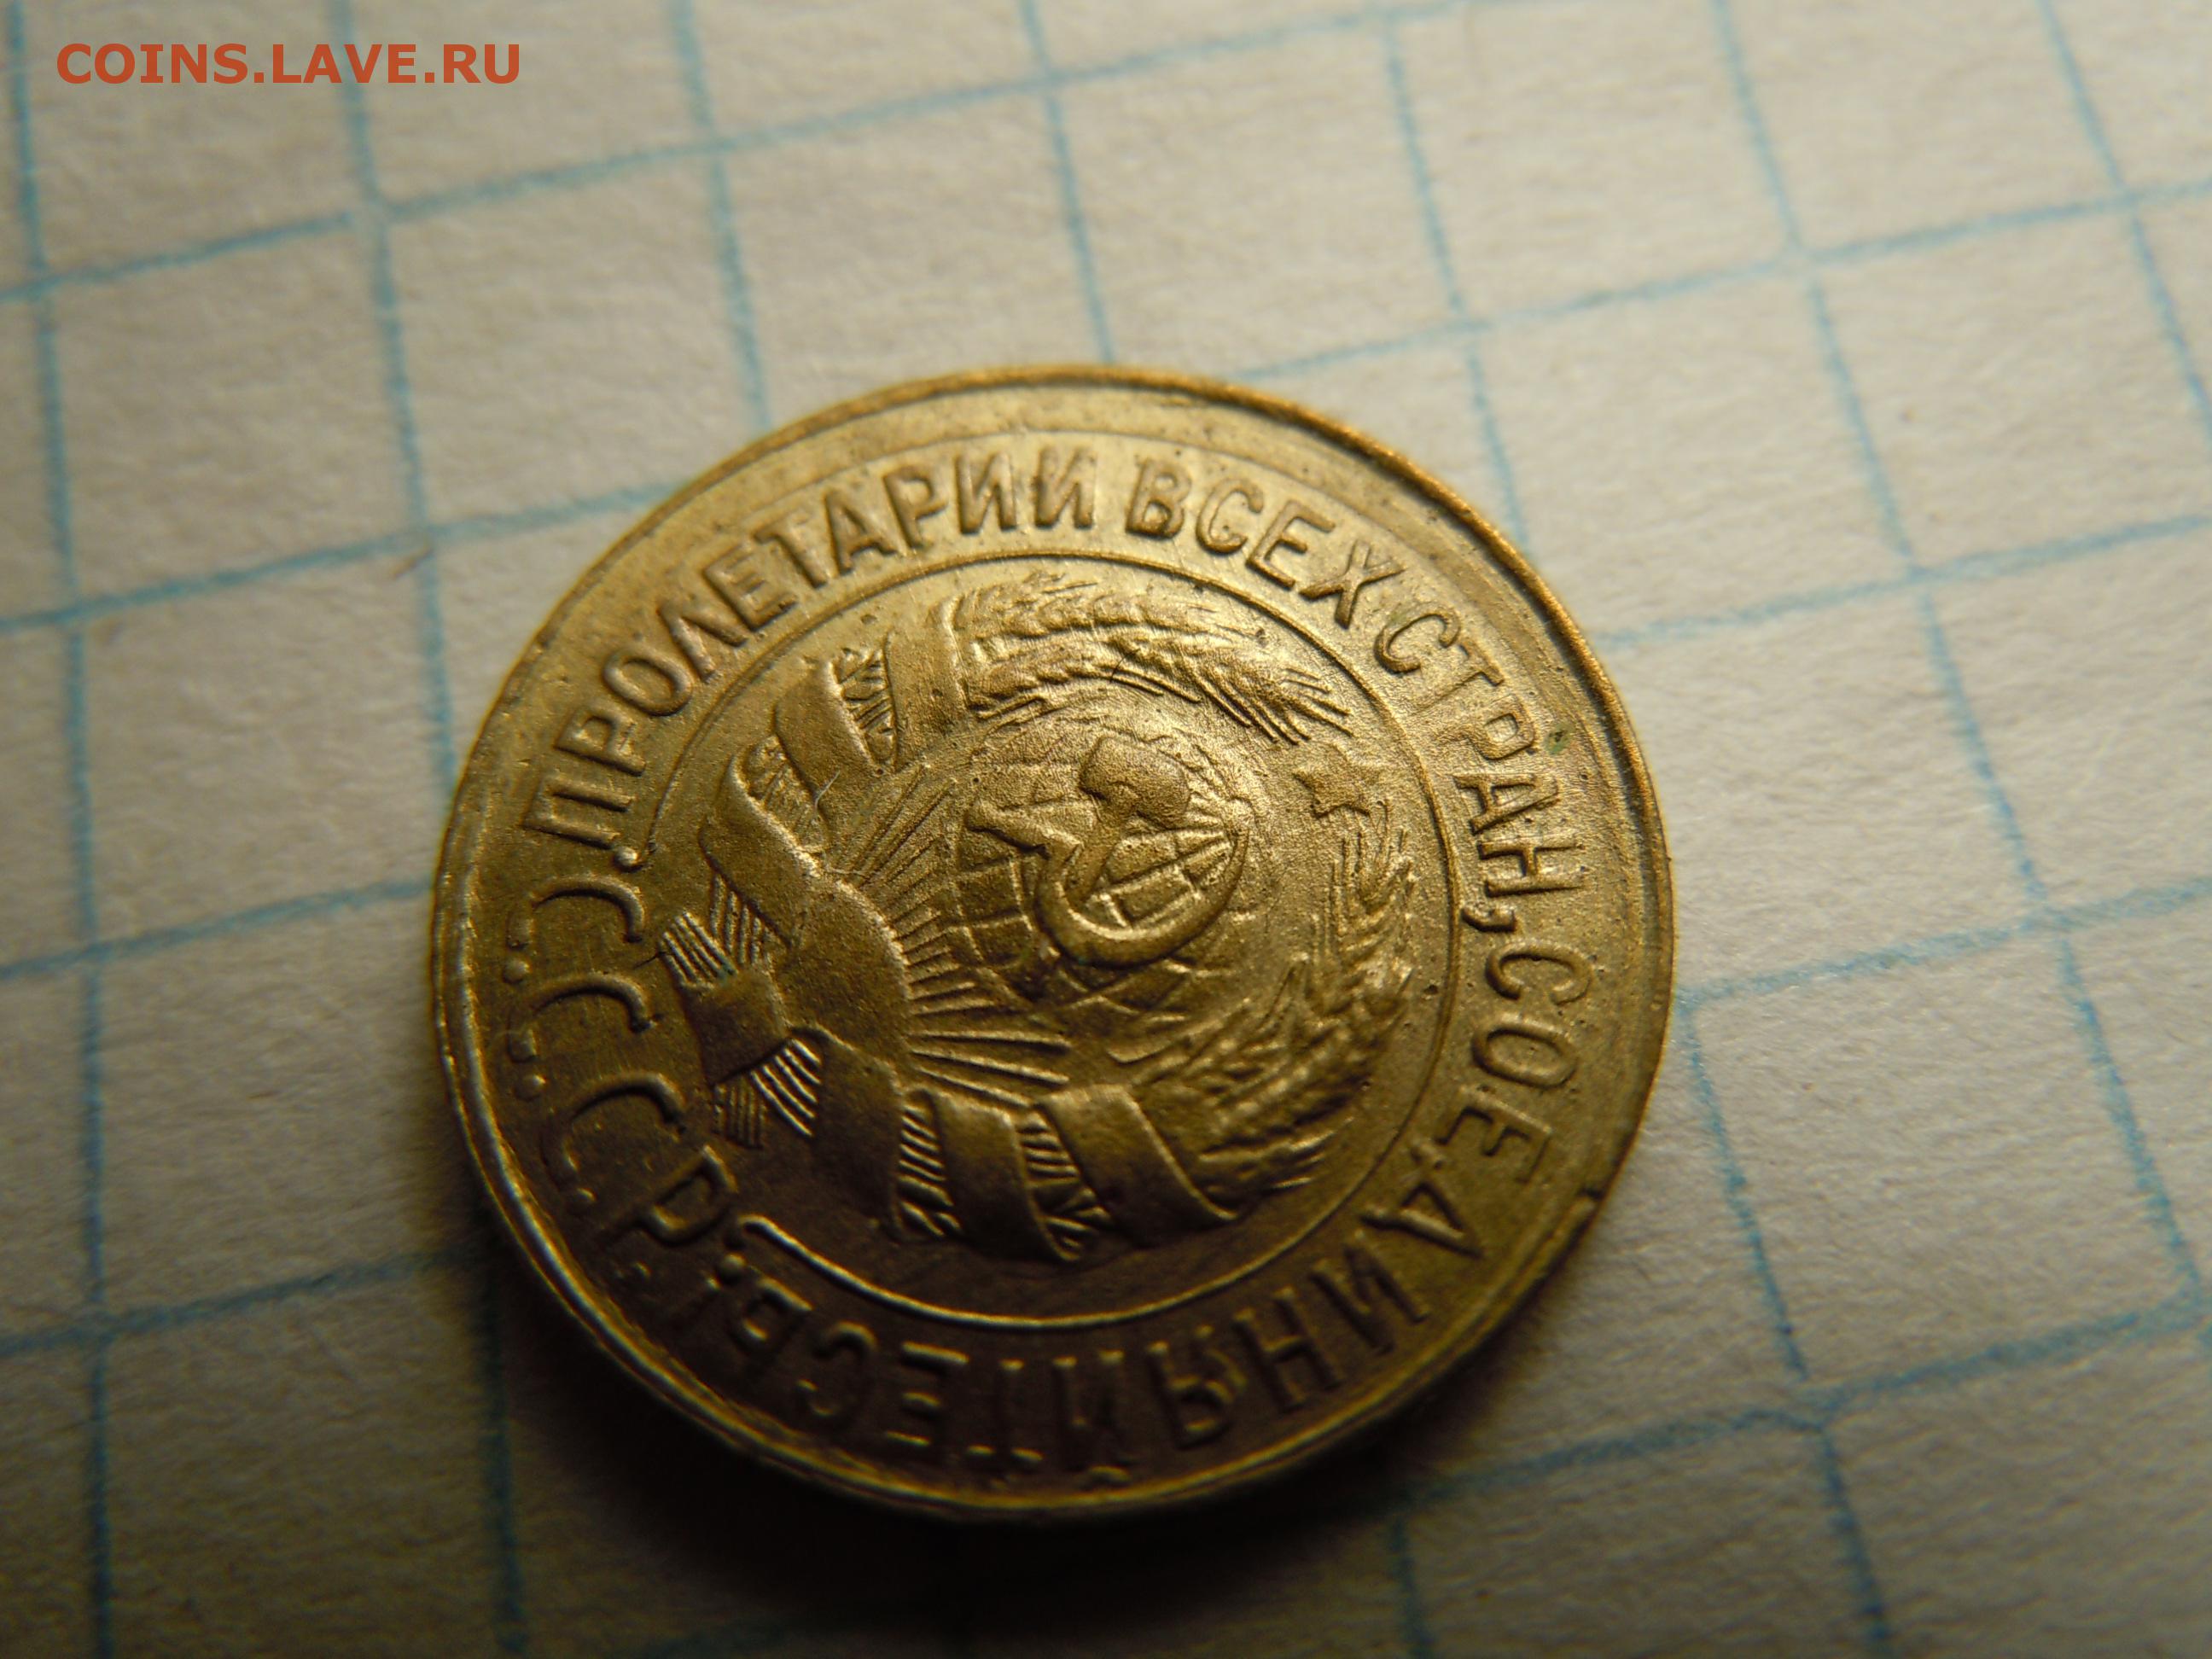 COINS.LAVE.RU
ПРОЛЕТАРИИ ВСЕХ СТРАН, СОЕДИНЯЙТЕСЬ!
С.С.С.Р.